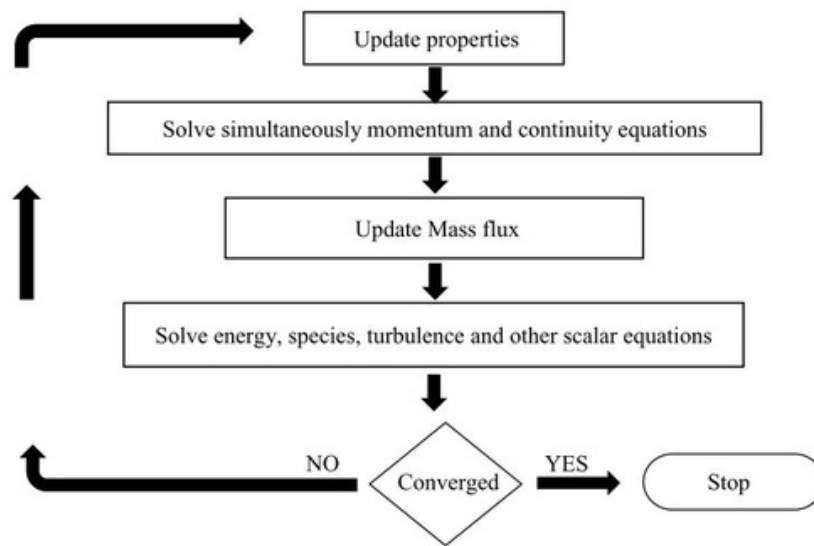 Update properties
Solve simultaneously momentum and continuity equations
Update Mass flux
Solve energy, species, turbulence and other scalar equations
NO
Converged
YES
Stop